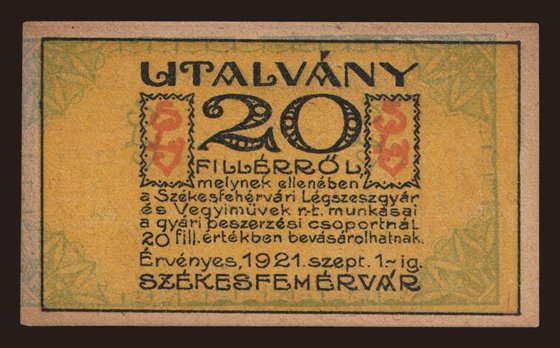 UTALVÁNY
20
FILLÉRRŐL,
melynek ellenében
a Székesfehérvári Légszeszgyár
és Vegyiművek r-t. munkásai
a gyári beszerzési csoportnál
20 fill. értékben bevásárolhatnak.
Érvényes, 1921. szept. 1-ig.
SZÉKESFEHÉRVÁR